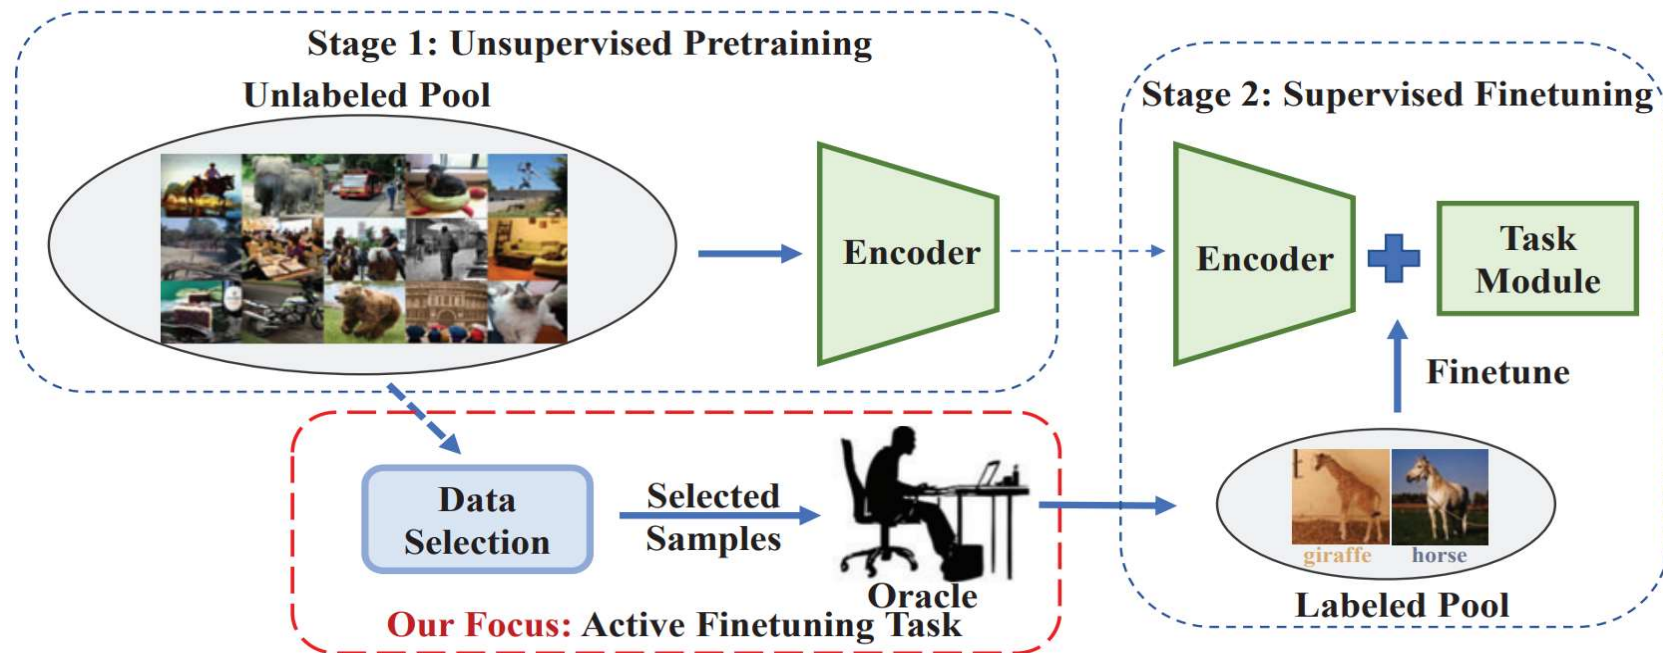 Stage 1: Unsupervised Pretraining
Unlabeled Pool
Encoder
Stage 2: Supervised Finetuning
Encoder
Task
Module
Finetune
Data
Selection
Selected
Samples
Oracle
Our Focus: Active Finetuning Task
giraffe
horse
Labeled Pool